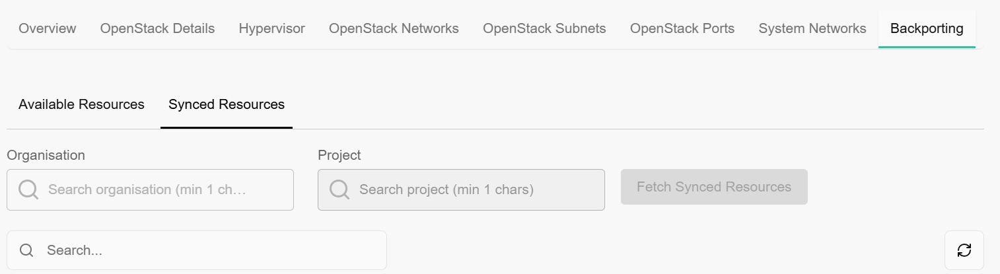 Overview OpenStack Details Hypervisor OpenStack Networks OpenStack Subnets OpenStack Ports System Networks Backporting
Available Resources Synced Resources
Organisation Project
Search organisation (min 1 ch... Search project (min 1 chars) Fetch Synced Resources
Search...